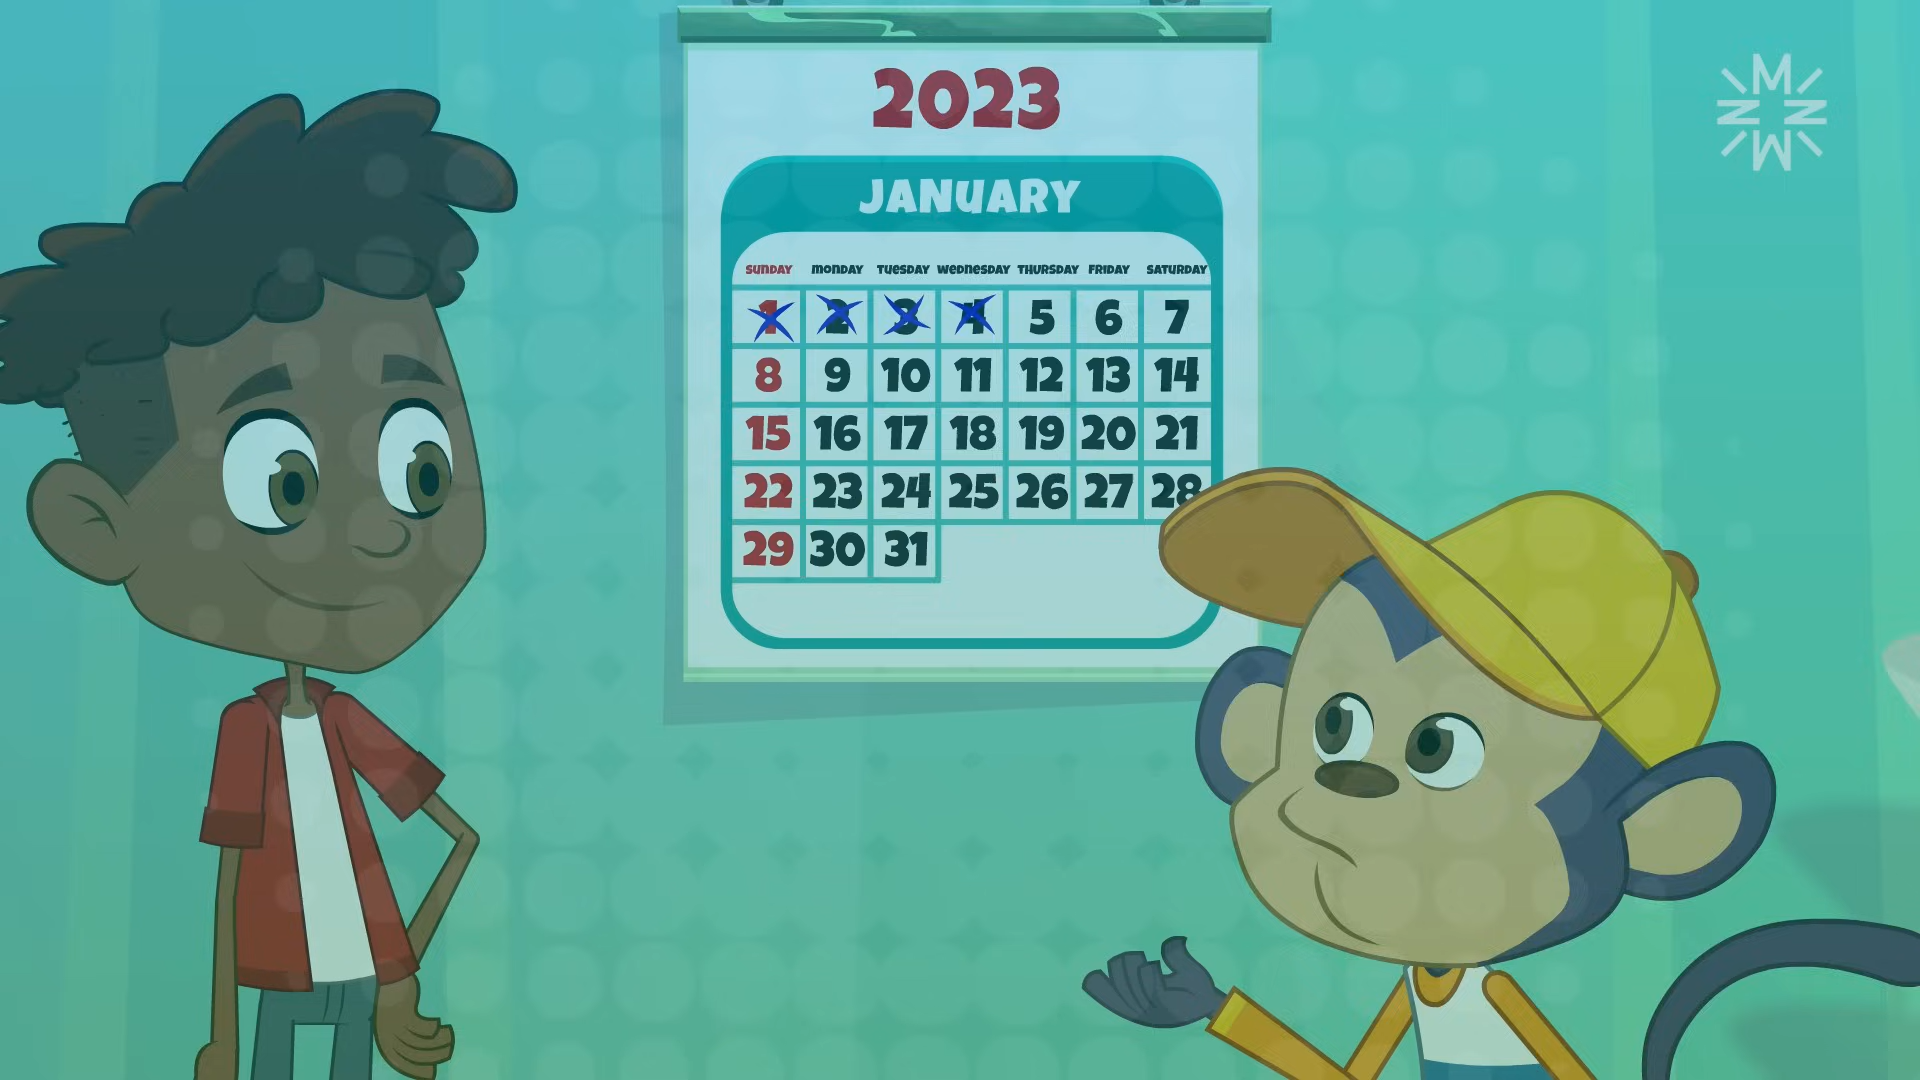 2023
JANUARY
SUNDAY MONDAY TUESDAY WEDNESDAY THURSDAY FRIDAY SATURDAY
1 2 3 4 5 6 7
8 9 10 11 12 13 14
15 16 17 18 19 20 21
22 23 24 25 26 27 28
29 30 31
M
Z Z
M